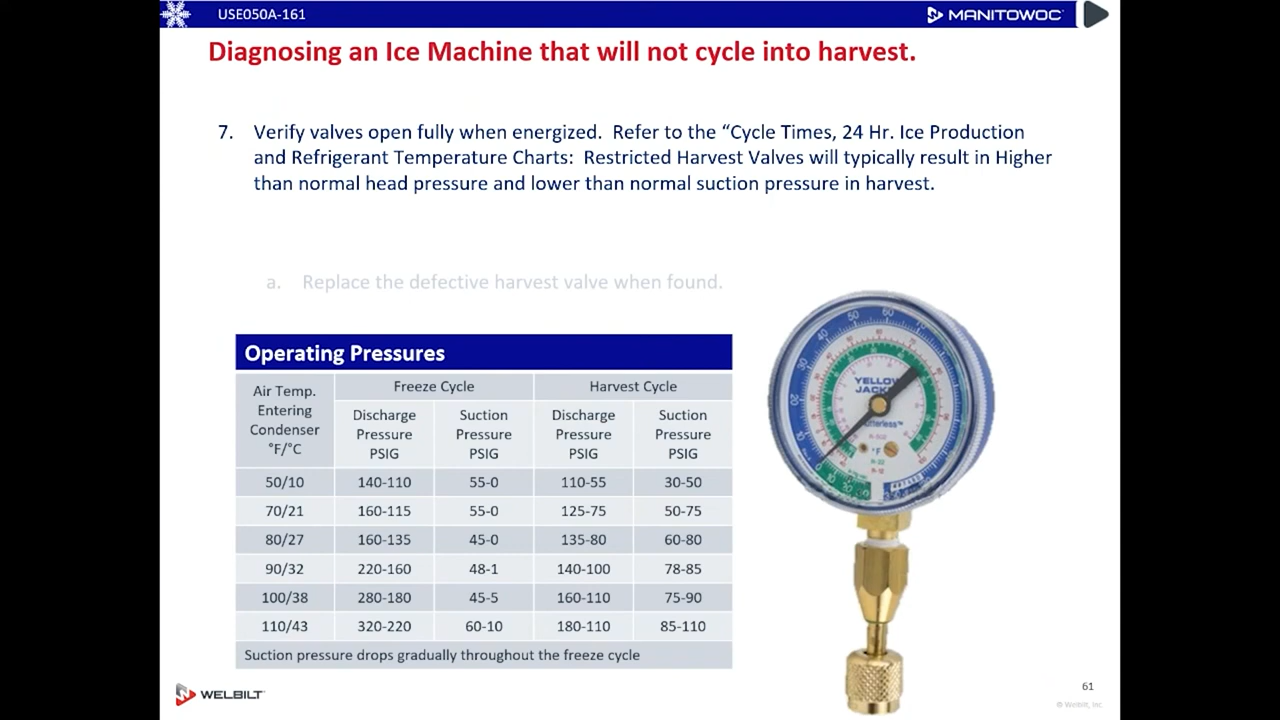 USE050A-161
MANITOWOC
Diagnosing an Ice Machine that will not cycle into harvest.
7. Verify valves open fully when energized. Refer to the “Cycle Times, 24 Hr. Ice Production
and Refrigerant Temperature Charts: Restricted Harvest Valves will typically result in Higher
than normal head pressure and lower than normal suction pressure in harvest.
a. Replace the defective harvest valve when found.
Operating Pressures
Air Temp. Entering Condenser °F/°C
Freeze Cycle
Harvest Cycle
Discharge Pressure PSIG
Suction Pressure PSIG
Discharge Pressure PSIG
Suction Pressure PSIG
50/10 140-110 55-0 110-55 30-50
70/21 160-115 55-0 125-75 50-75
80/27 160-135 45-0 135-80 60-80
90/32 220-160 48-1 140-100 78-85
100/38 280-180 45-5 160-110 75-90
110/43 320-220 60-10 180-110 85-110
Suction pressure drops gradually throughout the freeze cycle
YELLOW
°F
R-502
R-22
R-12
WELBILT
61
© Welbilt, Inc